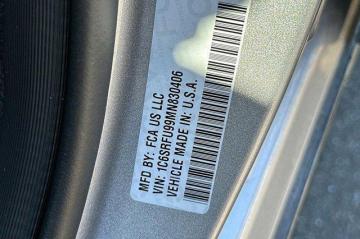 MFD BY: FCA US LLC
VIN: 1C6SRFU99MN830406
VEHICLE MADE IN: U.S.A.